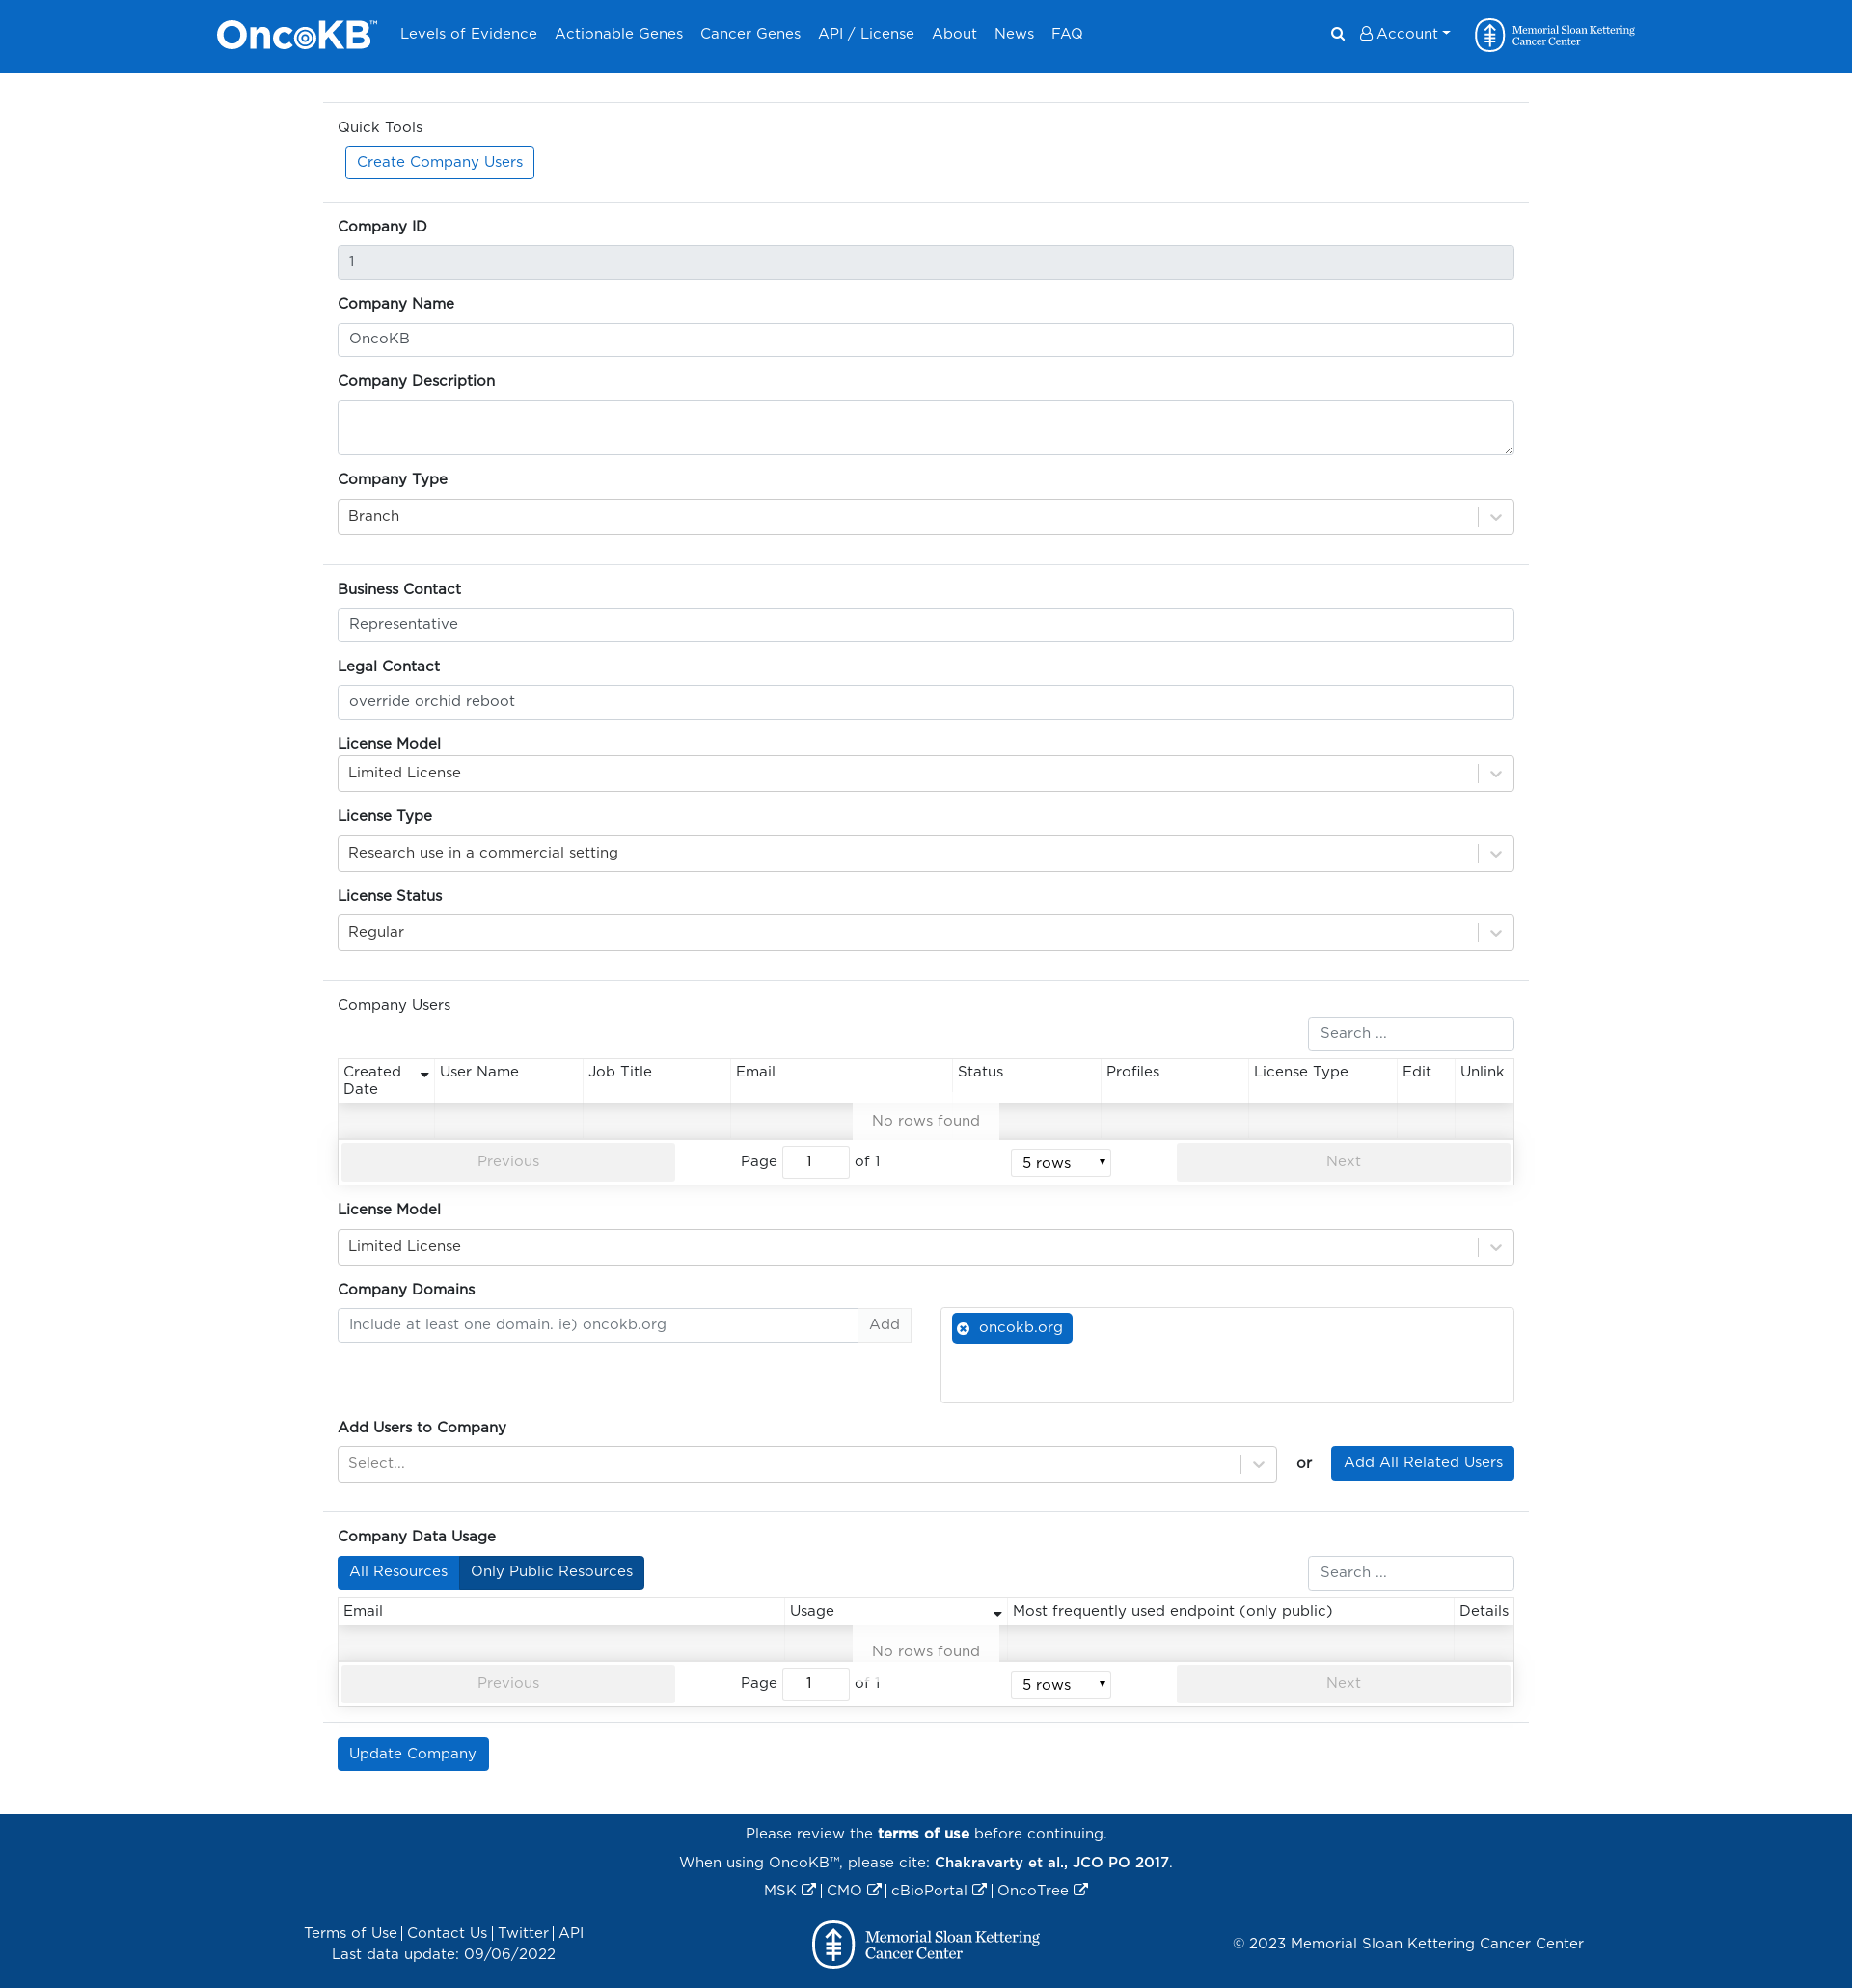 OncoKB™ Levels of Evidence Actionable Genes Cancer Genes API / License About News FAQ Account Memorial Sloan Kettering Cancer Center
Quick Tools
Create Company Users
Company ID
1
Company Name
OncoKB
Company Description
Company Type
Branch
Business Contact
Representative
Legal Contact
override orchid reboot
License Model
Limited License
License Type
Research use in a commercial setting
License Status
Regular
Company Users
Search ...
Created Date User Name Job Title Email Status Profiles License Type Edit Unlink
No rows found
Previous Page 1 of 1 5 rows Next
License Model
Limited License
Company Domains
Include at least one domain. ie) oncokb.org Add oncokb.org
Add Users to Company
Select... or Add All Related Users
Company Data Usage
All Resources Only Public Resources Search ...
Email Usage Most frequently used endpoint (only public) Details
No rows found
Previous Page 1 of 1 5 rows Next
Update Company
Please review the terms of use before continuing.
When using OncoKB™, please cite: Chakravarty et al., JCO PO 2017.
MSK | CMO | cBioPortal | OncoTree
Terms of Use | Contact Us | Twitter | API
Last data update: 09/06/2022
Memorial Sloan Kettering
Cancer Center
© 2023 Memorial Sloan Kettering Cancer Center